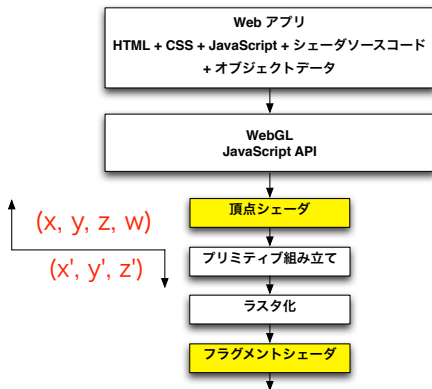 Web アプリ
HTML + CSS + JavaScript + シェーダソースコード
+ オブジェクトデータ
WebGL
JavaScript API
頂点シェーダ
(x, y, z, w)
プリミティブ組み立て
(x', y', z')
ラスタ化
フラグメントシェーダ